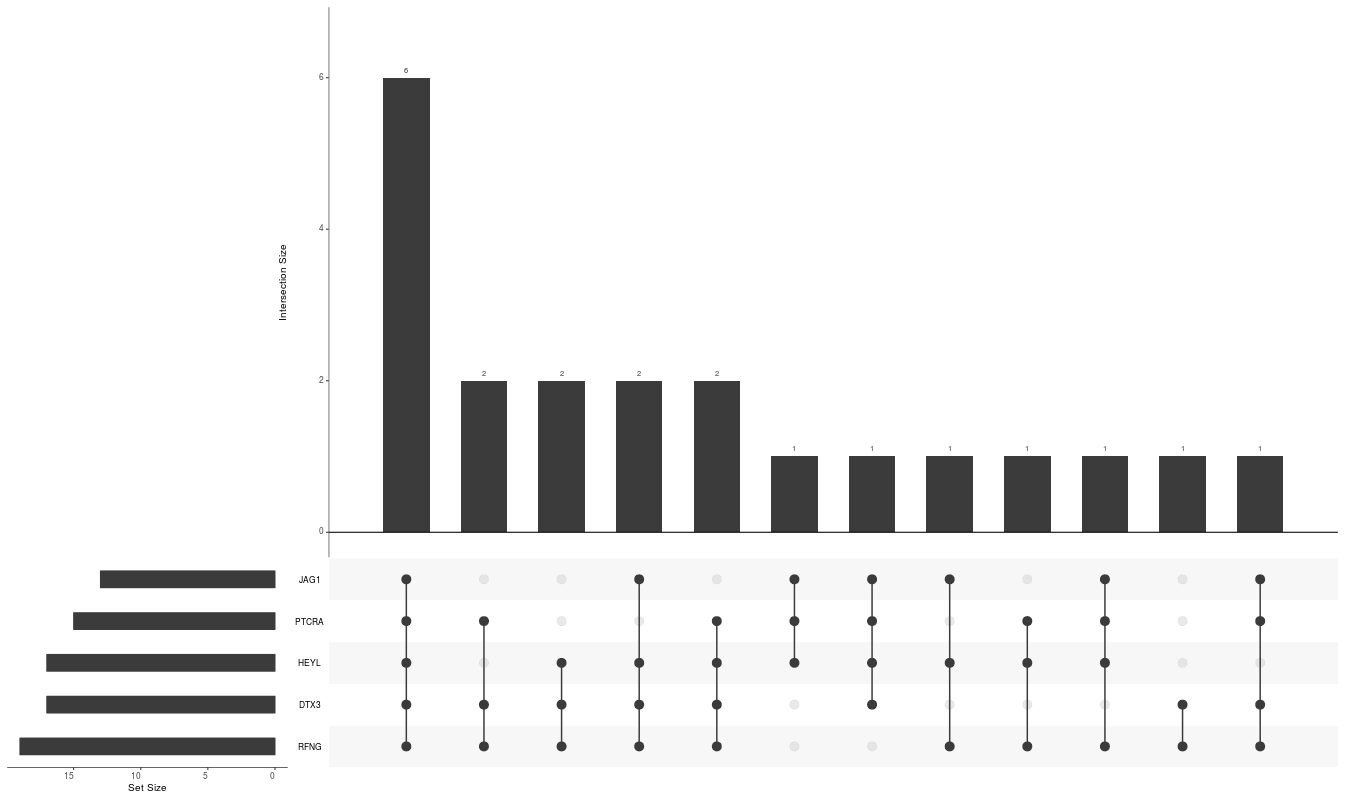 6
4
2
0
Intersection Size
6
2
2
2
2
1
1
1
1
1
1
1
JAG1
PTCRA
HEYL
DTX3
RFNG
15 10 5 0
Set Size